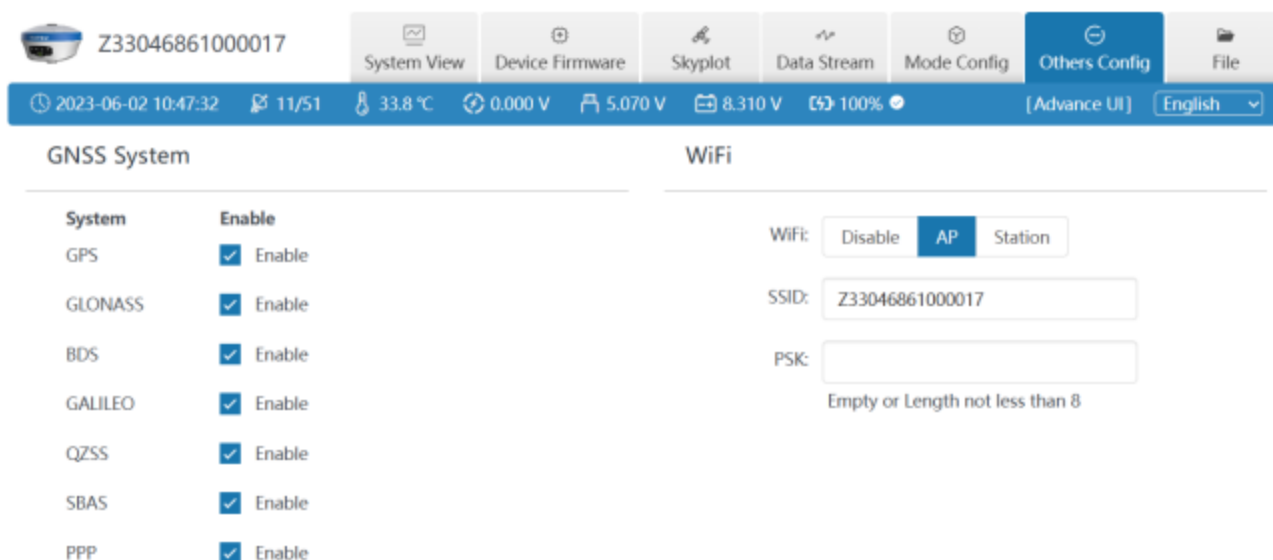 Z33046861000017
System View
Device Firmware
Skyplot
Data Stream
Mode Config
Others Config
File
2023-06-02 10:47:32 11/51 33.8 ℃ 0.000 V 5.070 V 8.310 V 100% [Advance UI] English
GNSS System
System Enable
GPS Enable
GLONASS Enable
BDS Enable
GALILEO Enable
QZSS Enable
SBAS Enable
PPP Enable
WiFi
WiFi: Disable AP Station
SSID: Z33046861000017
PSK:
Empty or Length not less than 8